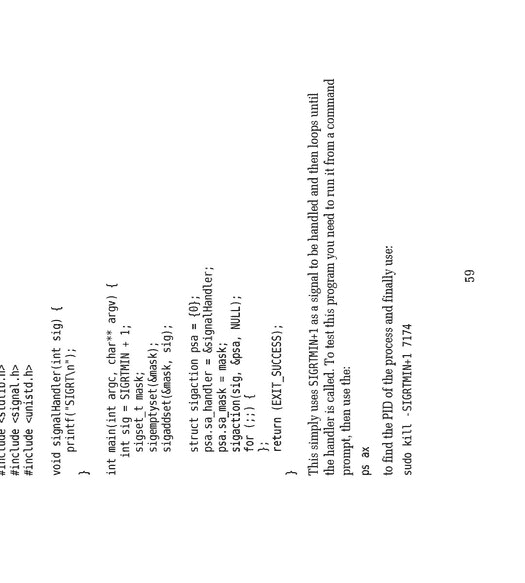 #include <stdlib.h>
#include <signal.h>
#include <unistd.h>
void signalHandler(int sig) {
printf("SIGRT\n");
}
int main(int argc, char** argv) {
int sig = SIGRTMIN + 1;
sigset_t mask;
sigemptyset(&mask);
sigaddset(&mask, sig);
struct sigaction psa = {0};
psa.sa_handler = &signalHandler;
psa.sa_mask = mask;
sigaction(sig, &psa, NULL);
for (;;) {
};
return (EXIT_SUCCESS);
}
This simply uses SIGRTMIN+1 as a signal to be handled and then loops until
the handler is called. To test this program you need to run it from a command
prompt, then use the:
ps ax
to find the PID of the process and finally use:
sudo kill -SIGRTMIN+1 7174
59